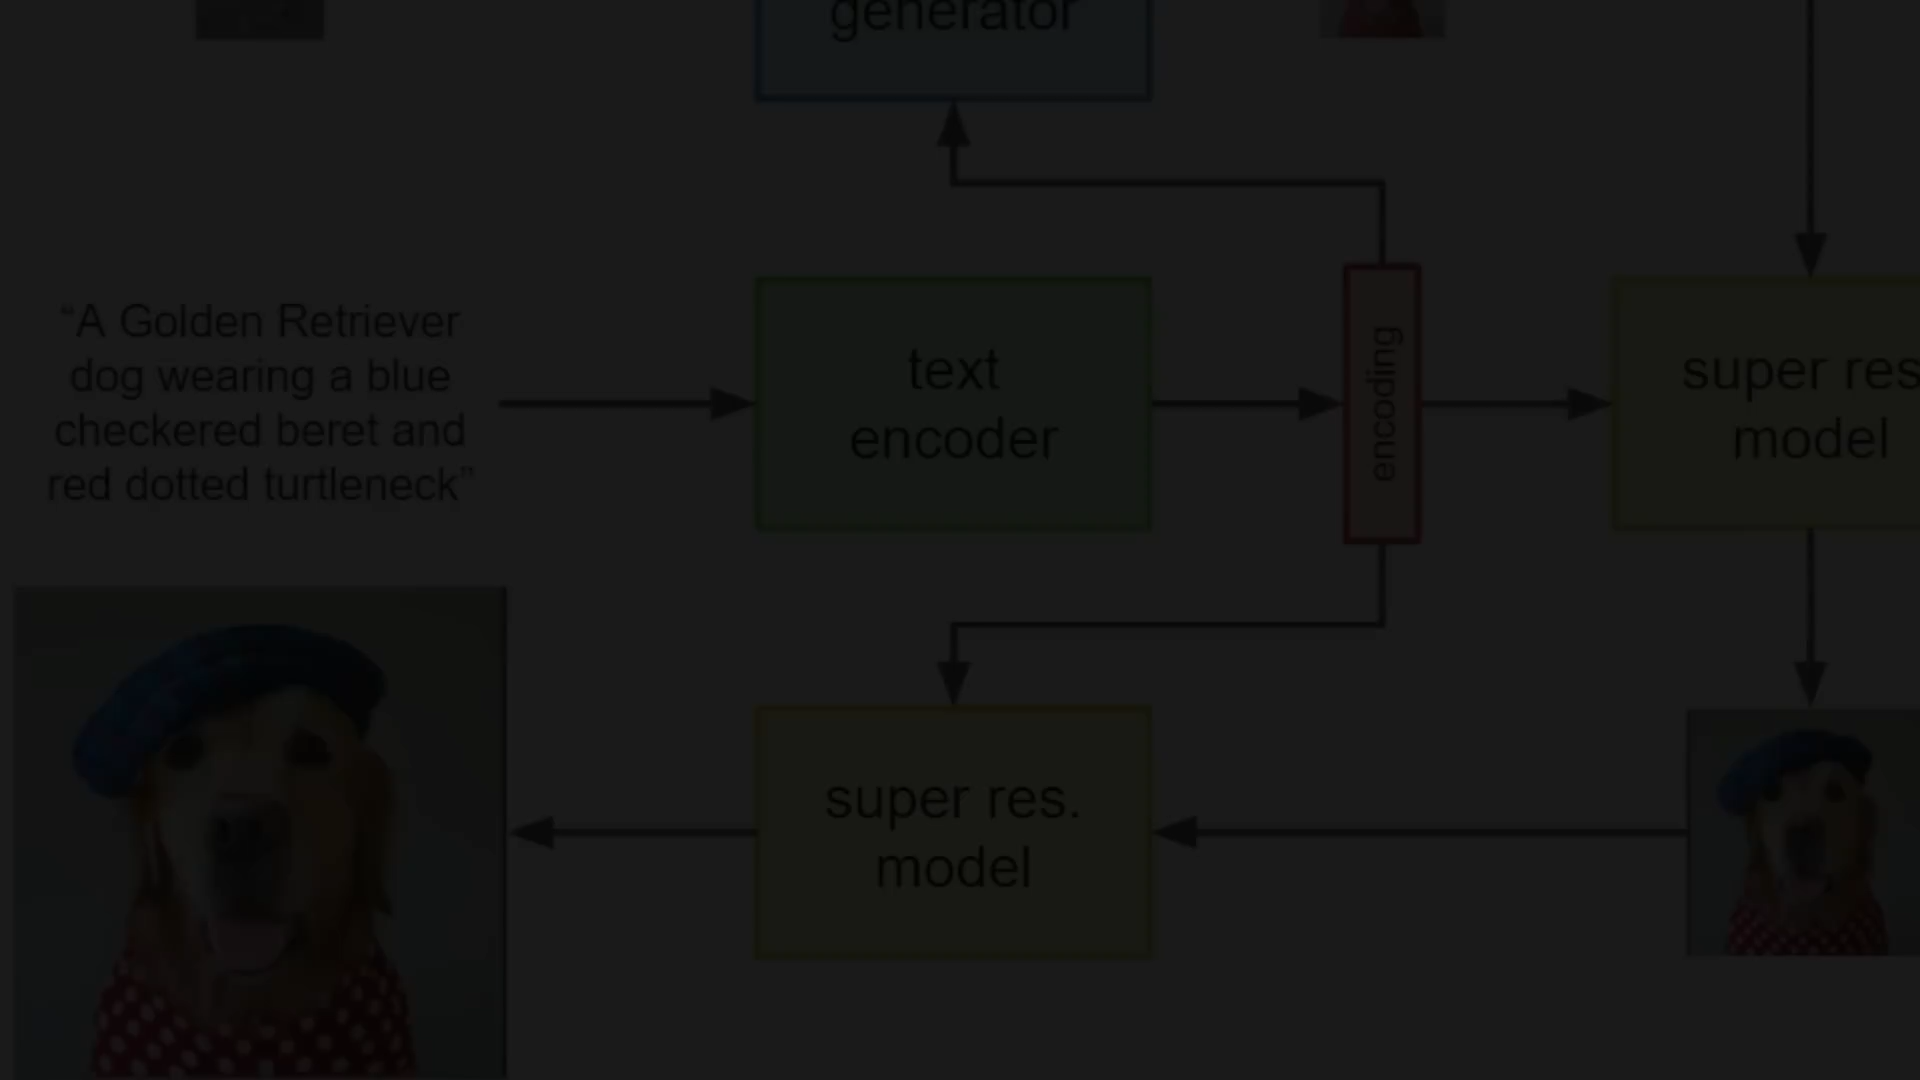 generator
“A Golden Retriever
dog wearing a blue
checkered beret and
red dotted turtleneck”
text
encoder
encoding
super res
model
super res.
model